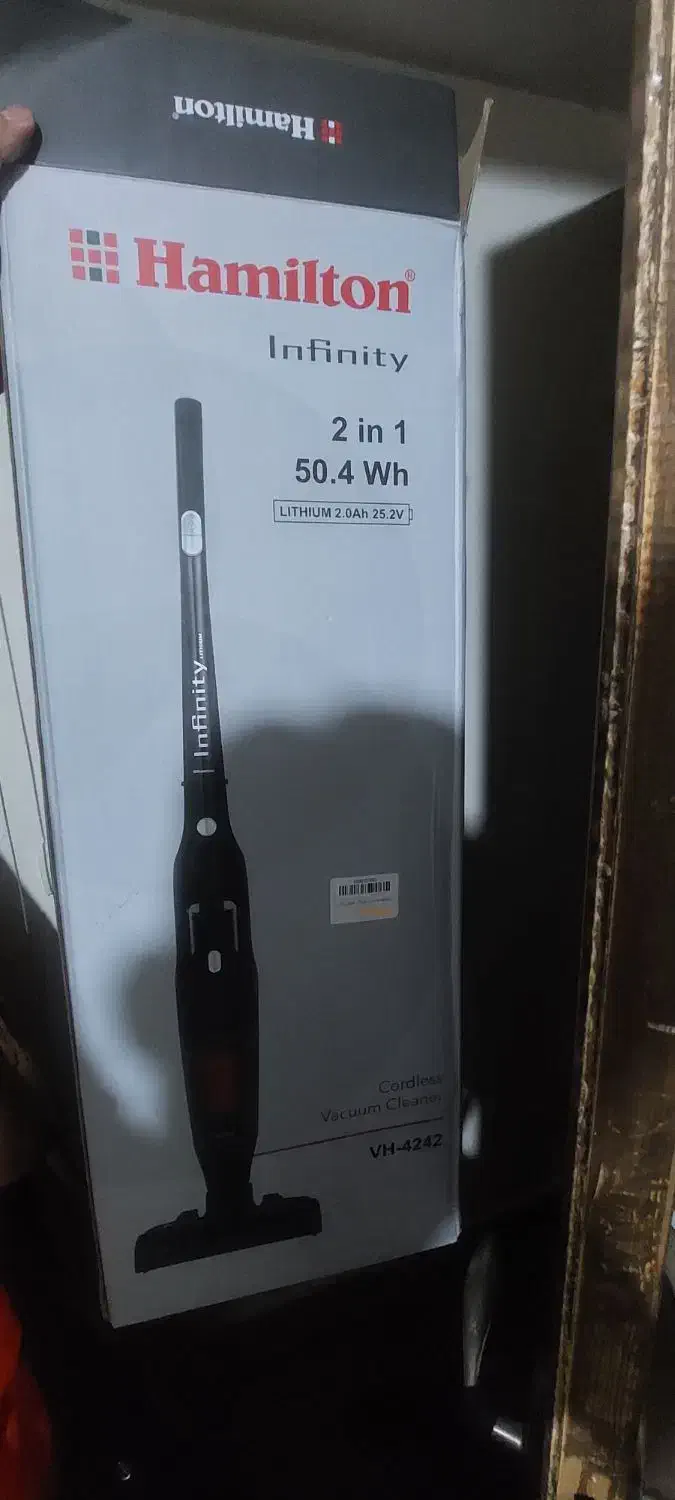 Hamilton
Hamilton®
Infinity
2 in 1
50.4 Wh
LITHIUM 2.0Ah 25.2V
Infinity
Cordless
Vacuum Cleaner
VH-4242